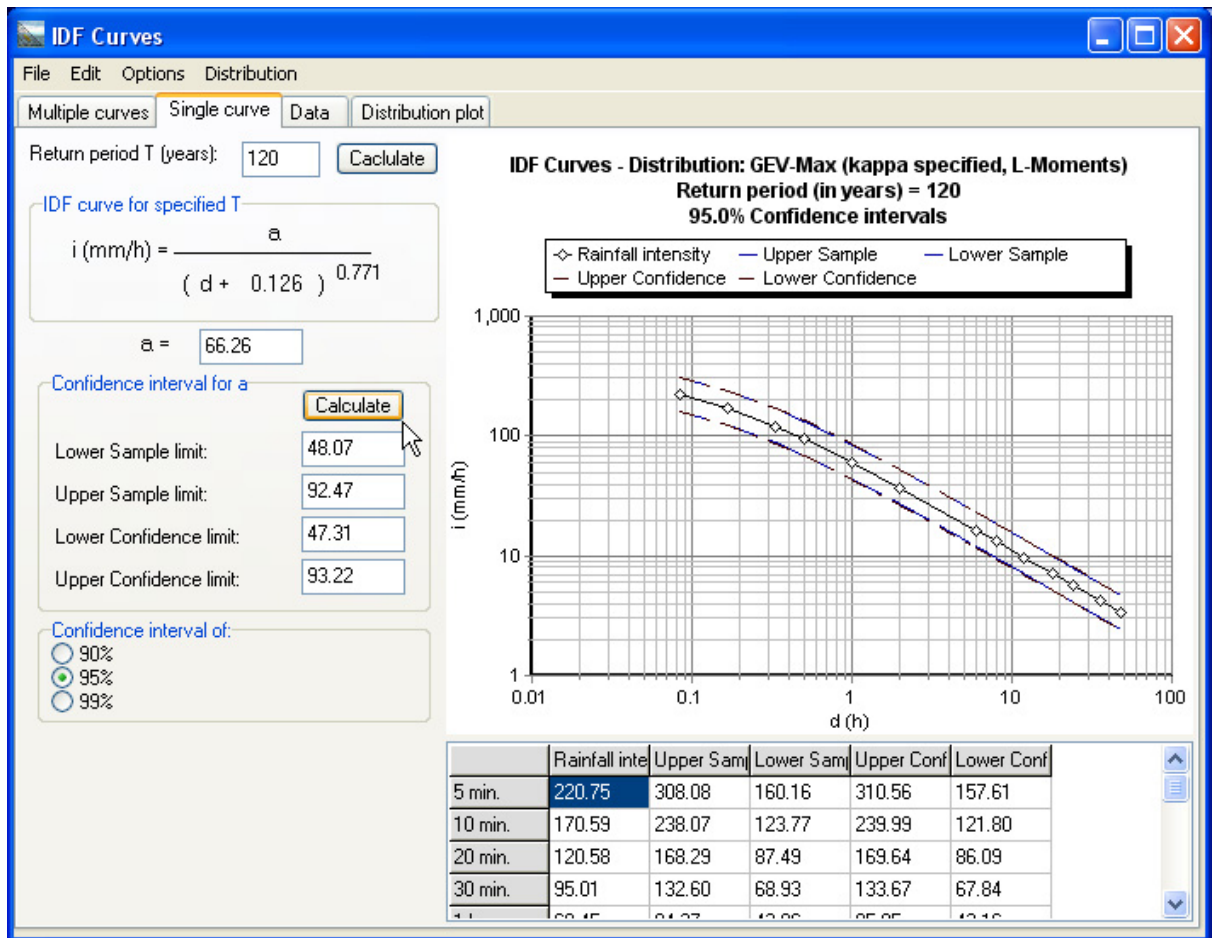 IDF Curves
File Edit Options Distribution
Multiple curves Single curve Data Distribution plot
Return period T (years): 120 Caclulate
IDF curve for specified T
i (mm/h) = a
( d + 0.126 ) 0.771
a = 66.26
Confidence interval for a
Calculate
Lower Sample limit: 48.07
Upper Sample limit: 92.47
Lower Confidence limit: 47.31
Upper Confidence limit: 93.22
Confidence interval of:
90%
95%
99%
IDF Curves - Distribution: GEV-Max (kappa specified, L-Moments)
Return period (in years) = 120
95.0% Confidence intervals
Rainfall intensity Upper Sample Lower Sample
Upper Confidence Lower Confidence
i (mm/h)
1,000
100
10
1
0.01 0.1 1 10 100
d (h)
Rainfall inte Upper Sam Lower Sam Upper Conf Lower Conf
5 min. 220.75 308.08 160.16 310.56 157.61
10 min. 170.59 238.07 123.77 239.99 121.80
20 min. 120.58 168.29 87.49 169.64 86.09
30 min. 95.01 132.60 68.93 133.67 67.84